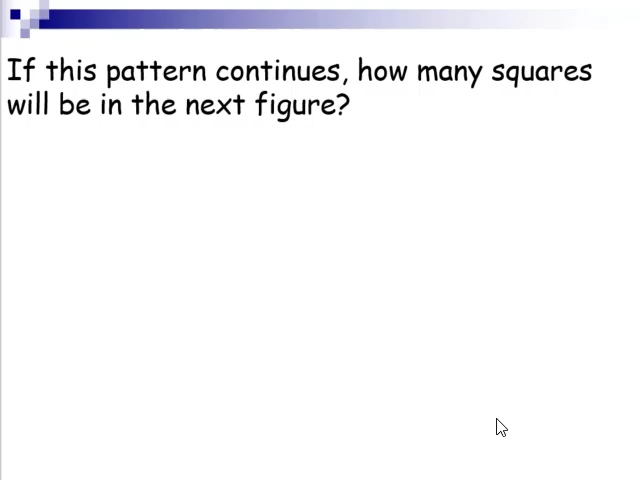 If this pattern continues, how many squares
will be in the next figure?